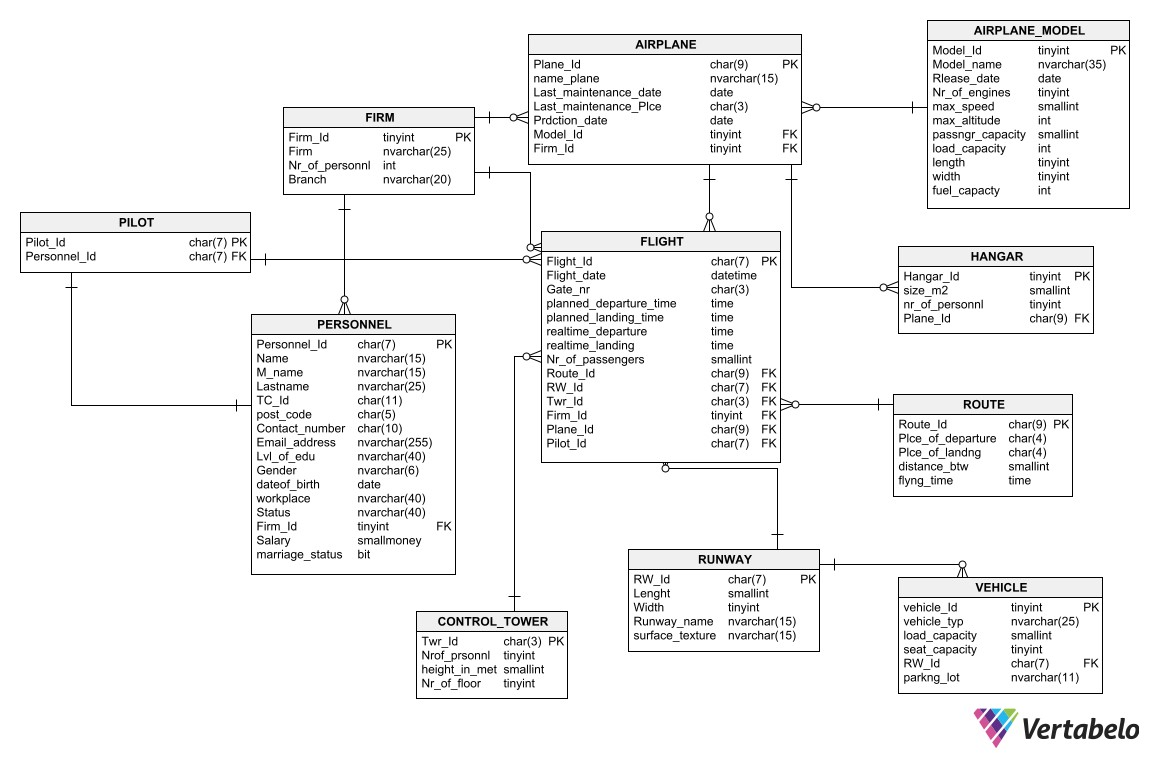 AIRPLANE
Plane_Id char(9) PK
name_plane nvarchar(15)
Last_maintenance_date date
Last_maintenance_Plce char(3)
Prdction_date date
Model_Id tinyint FK
Firm_Id tinyint FK
AIRPLANE_MODEL
Model_Id tinyint PK
Model_name nvarchar(35)
Rlease_date date
Nr_of_engines tinyint
max_speed smallint
max_altitude int
passngr_capacity smallint
load_capacity int
length tinyint
width tinyint
fuel_capacty int
FIRM
Firm_Id tinyint PK
Firm nvarchar(25)
Nr_of_personnl int
Branch nvarchar(20)
PILOT
Pilot_Id char(7) PK
Personnel_Id char(7) FK
FLIGHT
Flight_Id char(7) PK
Flight_date datetime
Gate_nr char(3)
planned_departure_time time
planned_landing_time time
realtime_departure time
realtime_landing time
Nr_of_passengers smallint
Route_Id char(9) FK
RW_Id char(7) FK
Twr_Id char(3) FK
Firm_Id tinyint FK
Plane_Id char(9) FK
Pilot_Id char(7) FK
HANGAR
Hangar_Id tinyint PK
size_m2 smallint
nr_of_personnl tinyint
Plane_Id char(9) FK
PERSONNEL
Personnel_Id char(7) PK
Name nvarchar(15)
M_name nvarchar(15)
Lastname nvarchar(25)
TC_Id char(11)
post_code char(5)
Contact_number char(10)
Email_address nvarchar(255)
Lvl_of_edu nvarchar(40)
Gender nvarchar(6)
dateof_birth date
workplace nvarchar(40)
Status nvarchar(40)
Firm_Id tinyint FK
Salary smallmoney
marriage_status bit
ROUTE
Route_Id char(9) PK
Plce_of_departure char(4)
Plce_of_landng char(4)
distance_btw smallint
flyng_time time
RUNWAY
RW_Id char(7) PK
Lenght smallint
Width tinyint
Runway_name nvarchar(15)
surface_texture nvarchar(15)
VEHICLE
vehicle_Id tinyint PK
vehicle_typ nvarchar(25)
load_capacity smallint
seat_capacity tinyint
RW_Id char(7) FK
parkng_lot nvarchar(11)
CONTROL_TOWER
Twr_Id char(3) PK
Nrof_prsonnl tinyint
height_in_met smallint
Nr_of_floor tinyint
Vertabelo